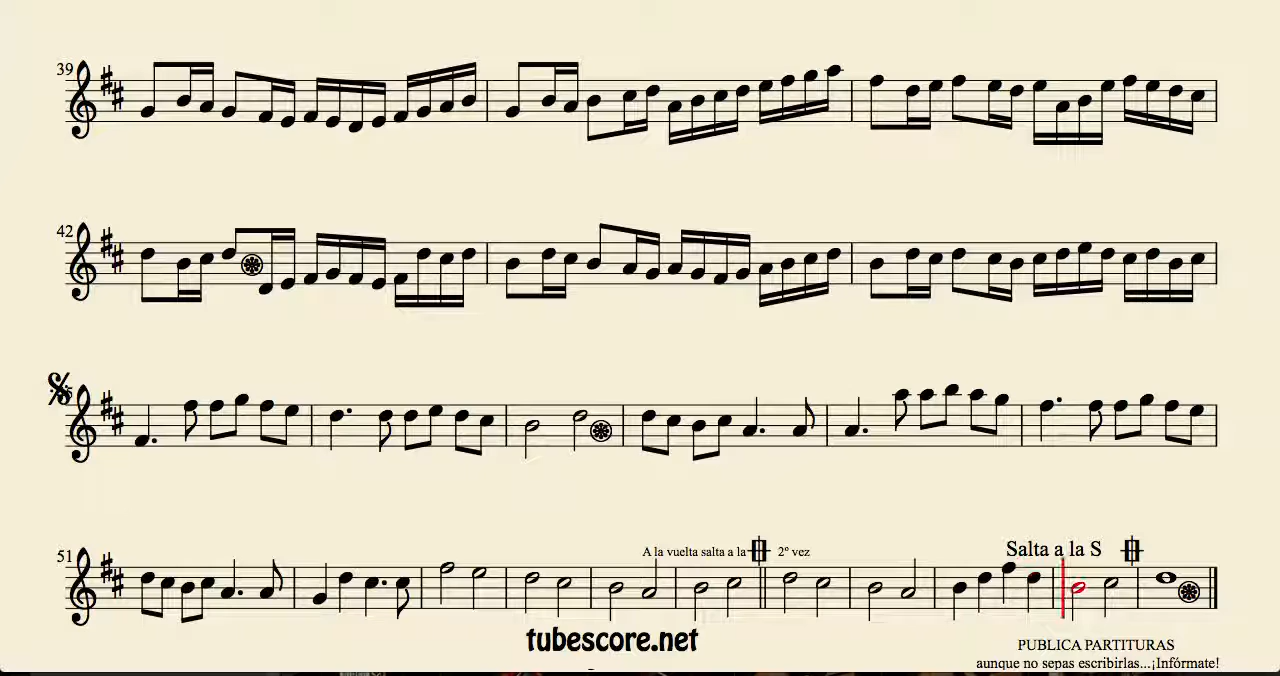 39
42
51
A la vuelta salta a la
2º vez
Salta a la S
tubescore.net
PUBLICA PARTITURAS
aunque no sepas escribirlas...¡Infórmate!